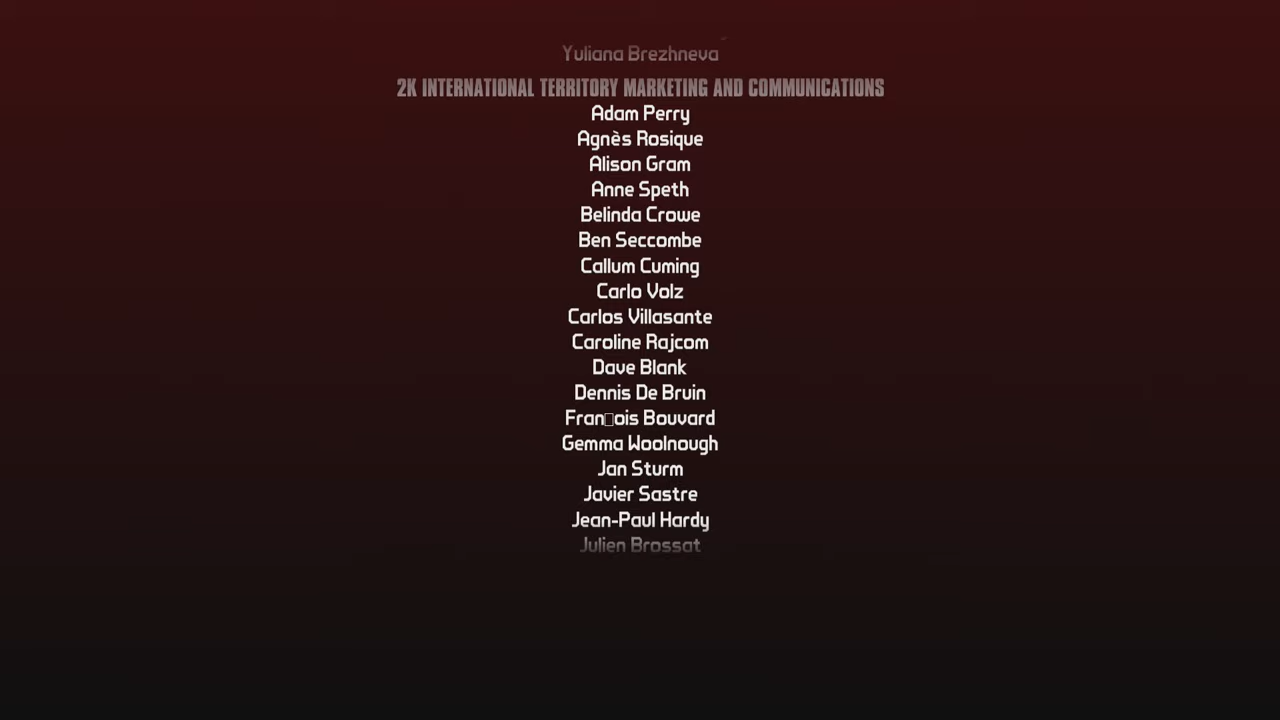 Yuliana Brezhneva
2K INTERNATIONAL TERRITORY MARKETING AND COMMUNICATIONS
Adam Perry
Agnès Rosique
Alison Gram
Anne Speth
Belinda Crowe
Ben Seccombe
Callum Cuming
Carlo Volz
Carlos Villasante
Caroline Rajcom
Dave Blank
Dennis De Bruin
Fran□ois Bouvard
Gemma Woolnough
Jan Sturm
Javier Sastre
Jean-Paul Hardy
Julien Brossat